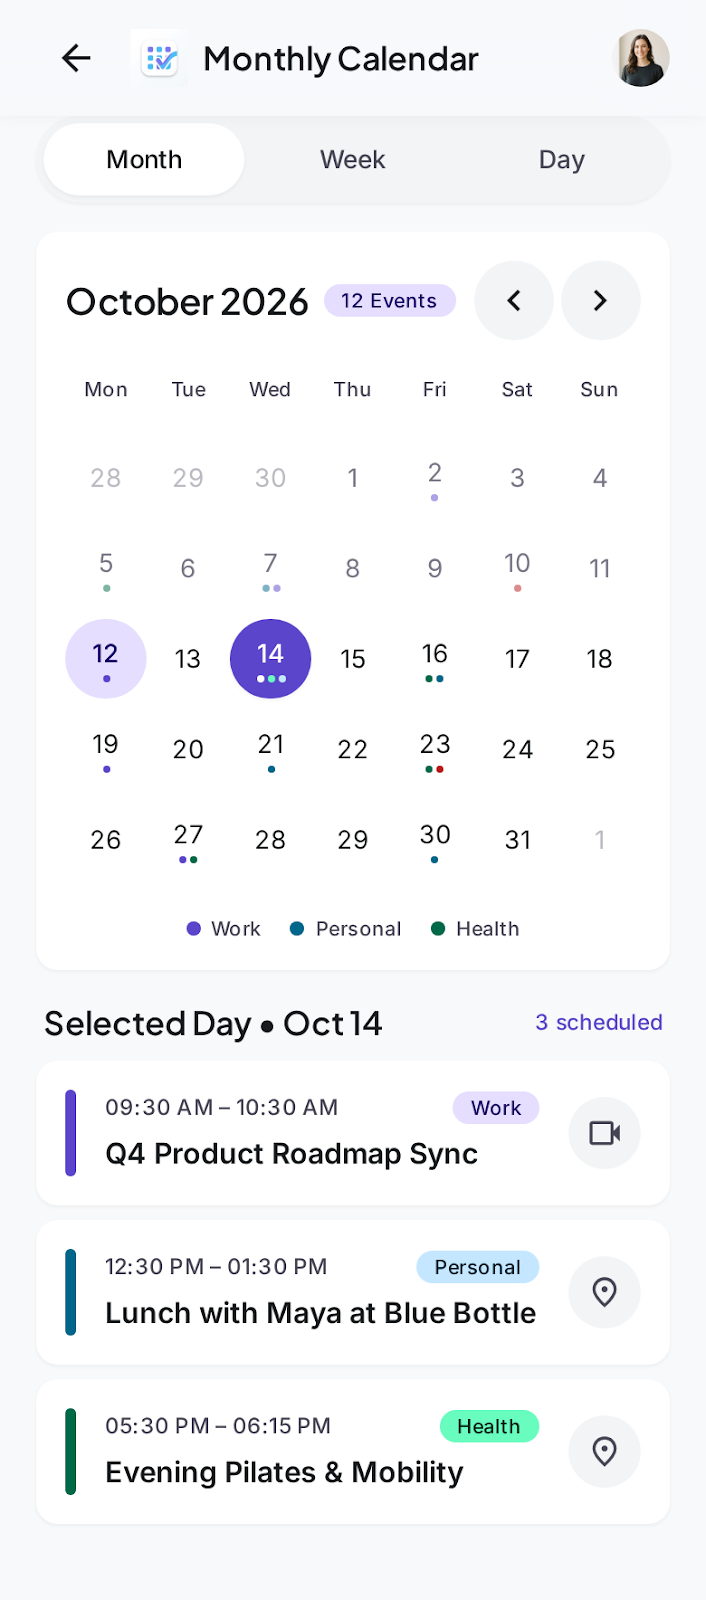 Monthly Calendar
Month Week Day
October 2026 12 Events
Mon Tue Wed Thu Fri Sat Sun
28 29 30 1 2 3 4
5 6 7 8 9 10 11
12 13 14 15 16 17 18
19 20 21 22 23 24 25
26 27 28 29 30 31 1
Work Personal Health
Selected Day • Oct 14 3 scheduled
09:30 AM – 10:30 AM Work
Q4 Product Roadmap Sync
12:30 PM – 01:30 PM Personal
Lunch with Maya at Blue Bottle
05:30 PM – 06:15 PM Health
Evening Pilates & Mobility